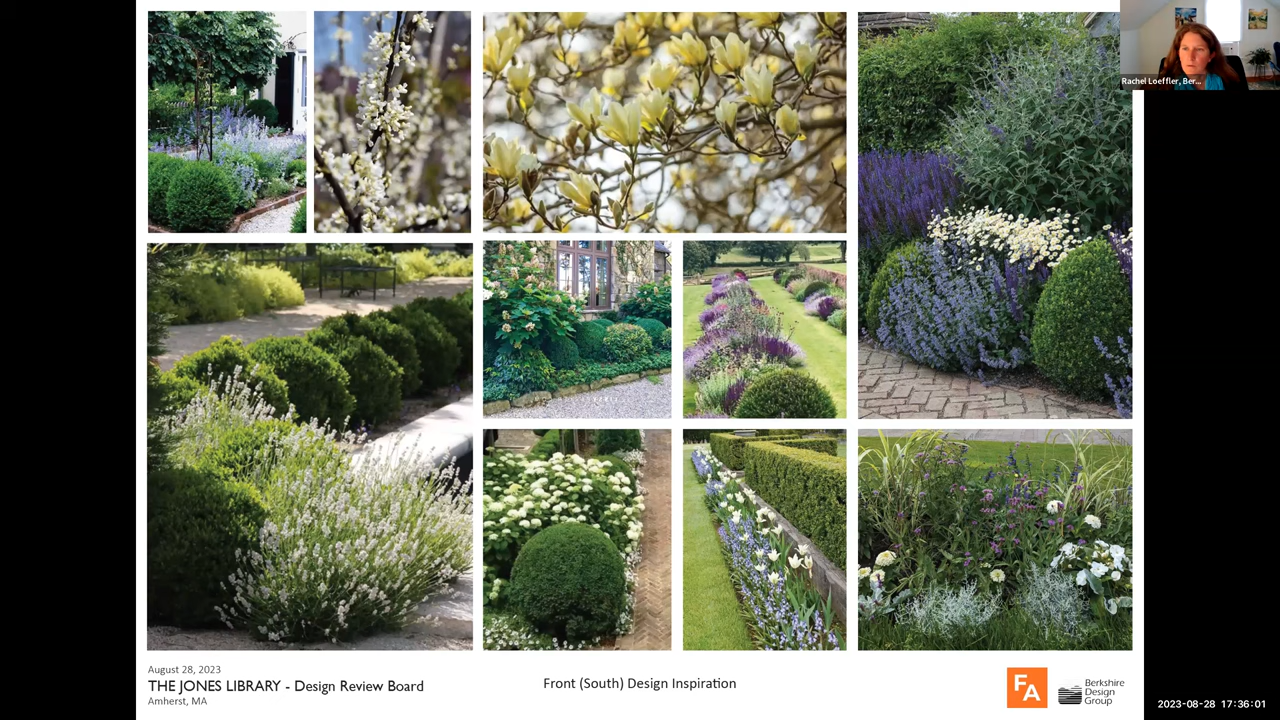 Rachel Loeffler, Ber...
August 28, 2023
THE JONES LIBRARY - Design Review Board
Amherst, MA
Front (South) Design Inspiration
FA
Berkshire
Design
Group
2023-08-28 17:36:01